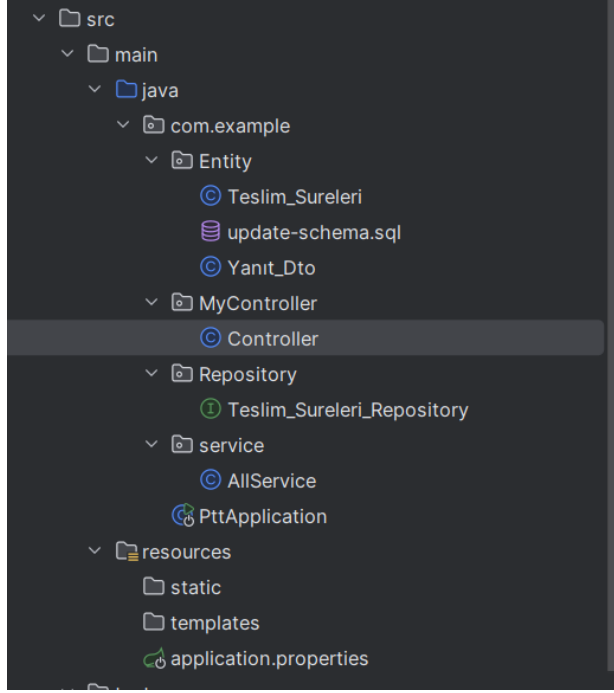 src
main
java
com.example
Entity
Teslim_Sureleri
update-schema.sql
Yanıt_Dto
MyController
Controller
Repository
Teslim_Sureleri_Repository
service
AllService
PttApplication
resources
static
templates
application.properties